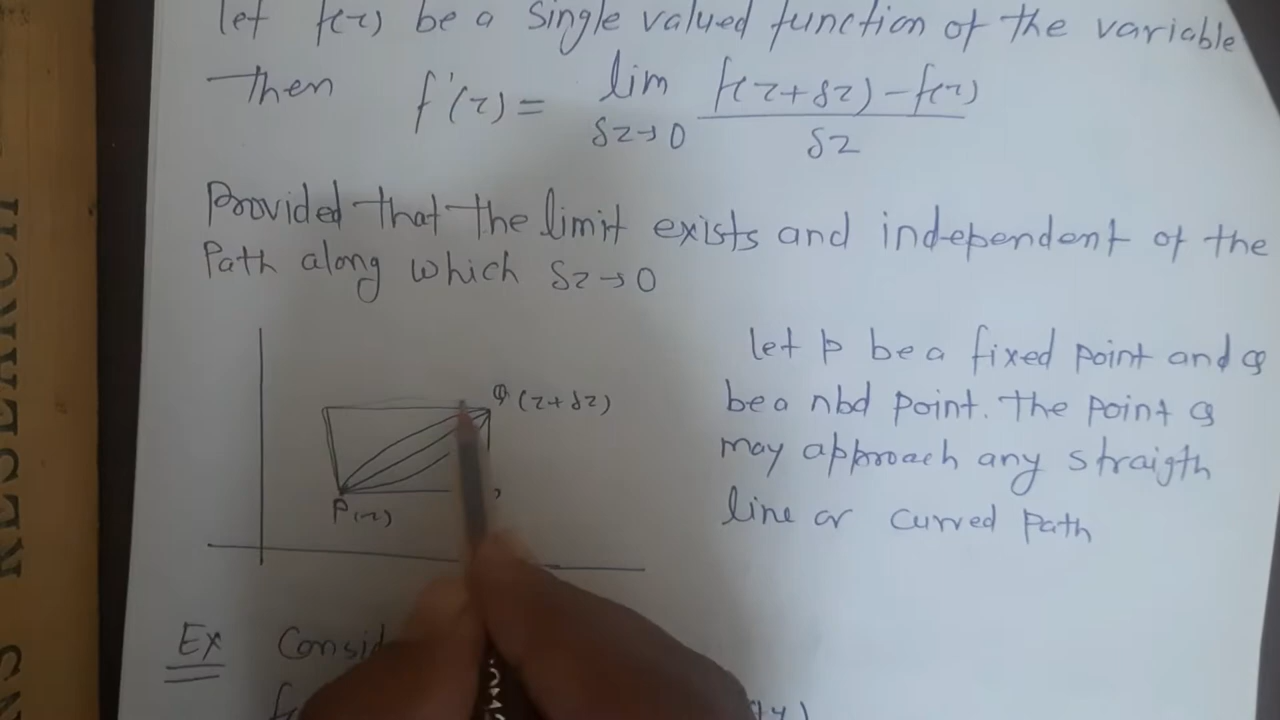 let f(z) be a Single valued function of the variable
Then f'(z) = lim δz→0 f(z+δz)-f(z) / δz
Provided that the limit exists and independent of the
Path along which δz→0
let p be a fixed point and Q
be a nbd point. The point Q
may approach any straigth
line or curved Path
Q (z+δz)
P(z)
Ex
RESEARCH